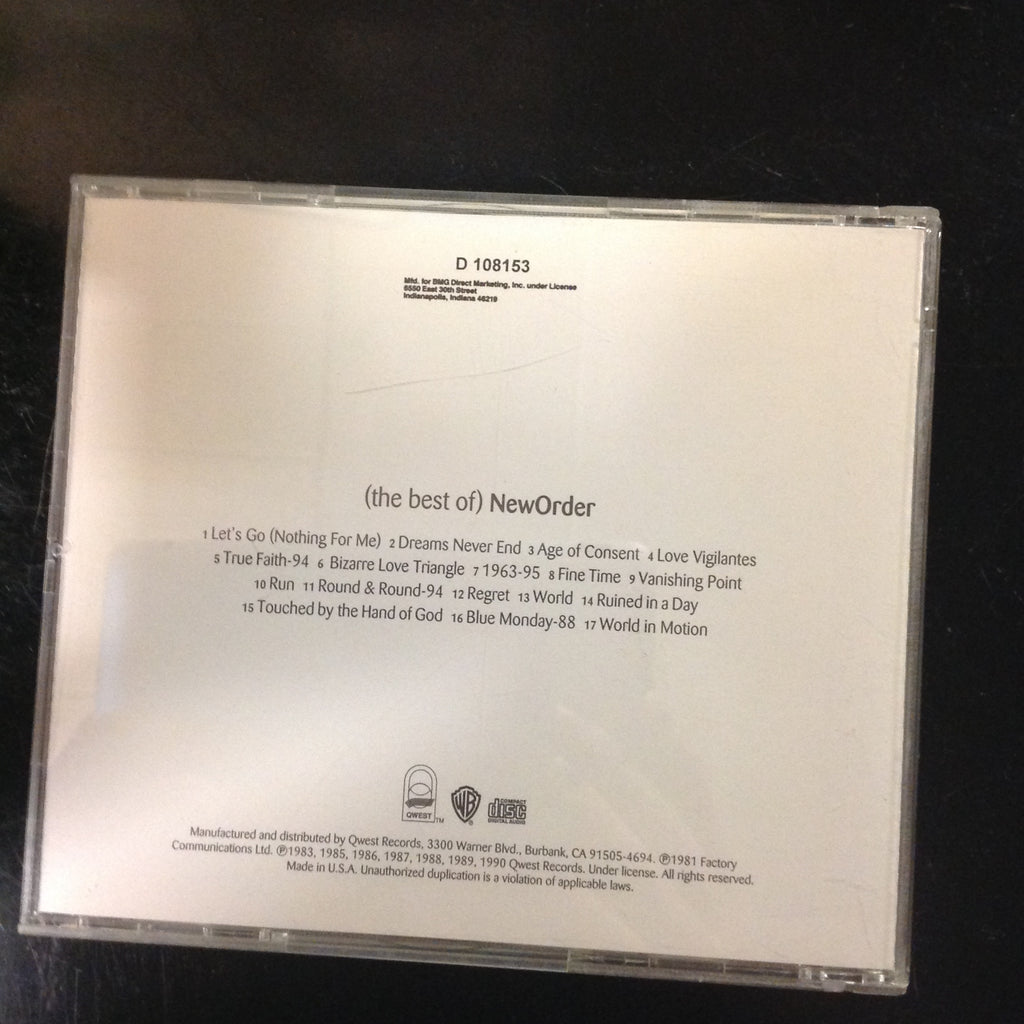 D 108153
Mfd. for BMG Direct Marketing, Inc. under License
6550 East 30th Street
Indianapolis, Indiana 46219
(the best of) NewOrder
1 Let's Go (Nothing For Me) 2 Dreams Never End 3 Age of Consent 4 Love Vigilantes
5 True Faith-94 6 Bizarre Love Triangle 7 1963-95 8 Fine Time 9 Vanishing Point
10 Run 11 Round & Round-94 12 Regret 13 World 14 Ruined in a Day
15 Touched by the Hand of God 16 Blue Monday-88 17 World in Motion
QWEST TM WB ® COMPACT disc DIGITAL AUDIO
Manufactured and distributed by Qwest Records, 3300 Warner Blvd., Burbank, CA 91505-4694. ℗1981 Factory
Communications Ltd. ℗1983, 1985, 1986, 1987, 1988, 1989, 1990 Qwest Records. Under license. All rights reserved.
Made in U.S.A. Unauthorized duplication is a violation of applicable laws.